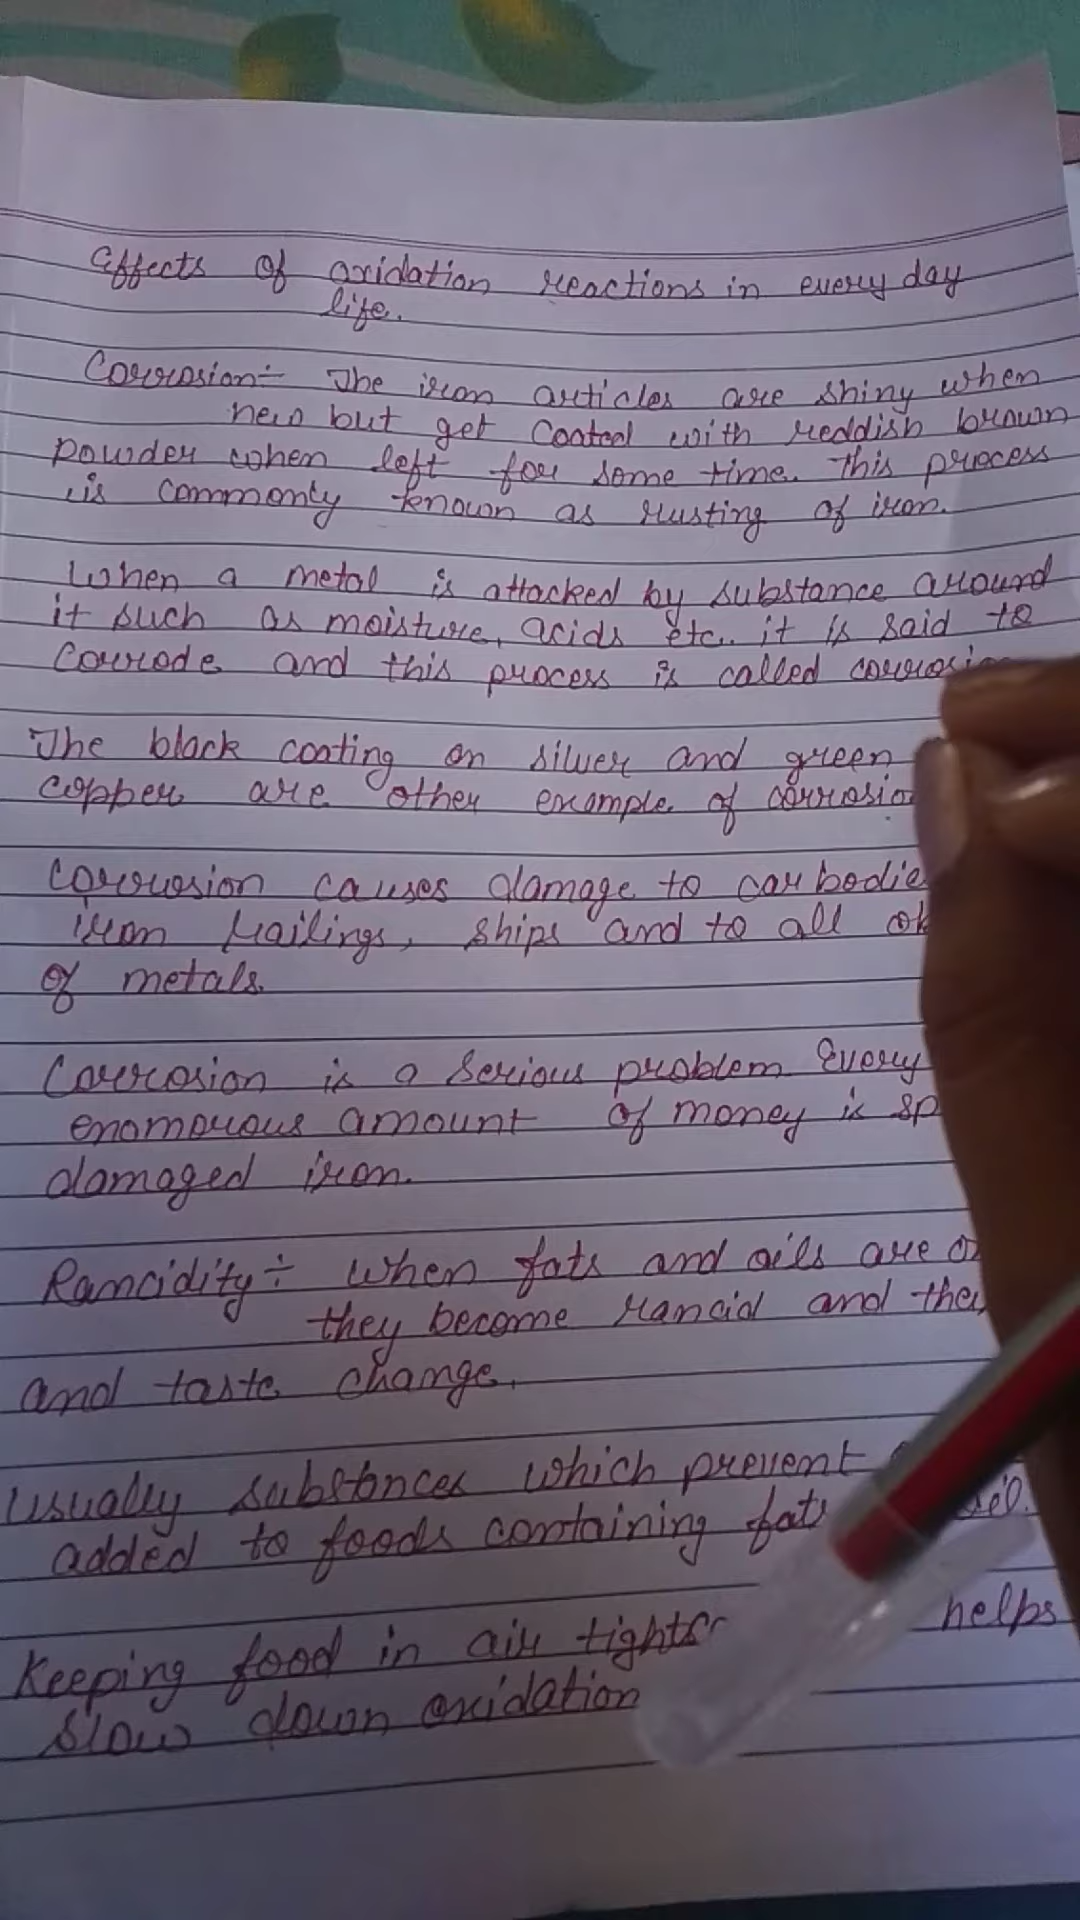 Effects of oxidation reactions in every day
life.
Corrosion÷ The iron articles are shiny when
new but get coated with reddish brown
powder when left for some time. This process
is commonly known as rusting of iron.
When a metal is attacked by substance around
it such as moisture, acids etc. it is said to
corrode and this process is called
The black coating on silver and green
copper are other example of
Corrosion causes damage to car
iron railings, ships and to all
of metals.
Corrosion is a serious problem Every
enomorous amount of money is
damaged iron.
Rancidity÷ when fats and oils are
they become rancid and
and taste change.
Usually substances which prevent
added to foods containing
Keeping food in air helps
slow down oxidation